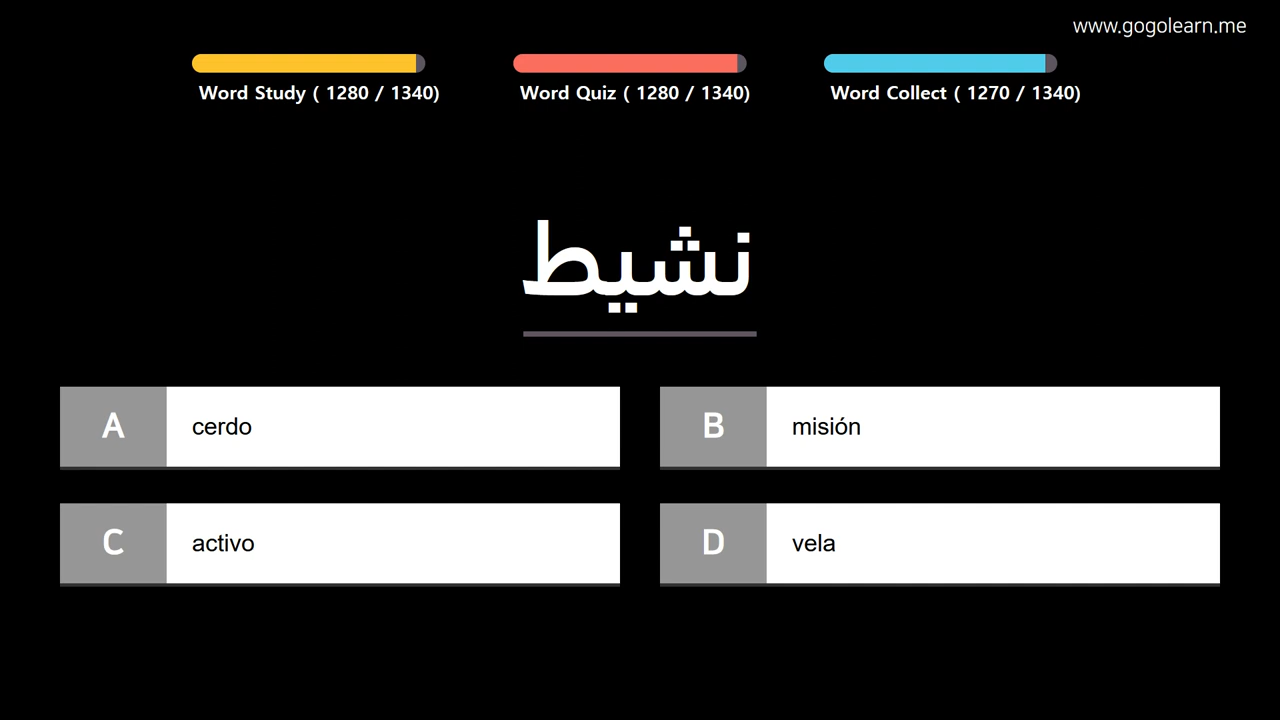 www.gogolearn.me
Word Study ( 1280 / 1340)
Word Quiz ( 1280 / 1340)
Word Collect ( 1270 / 1340)
نشيط
A cerdo
B misión
C activo
D vela